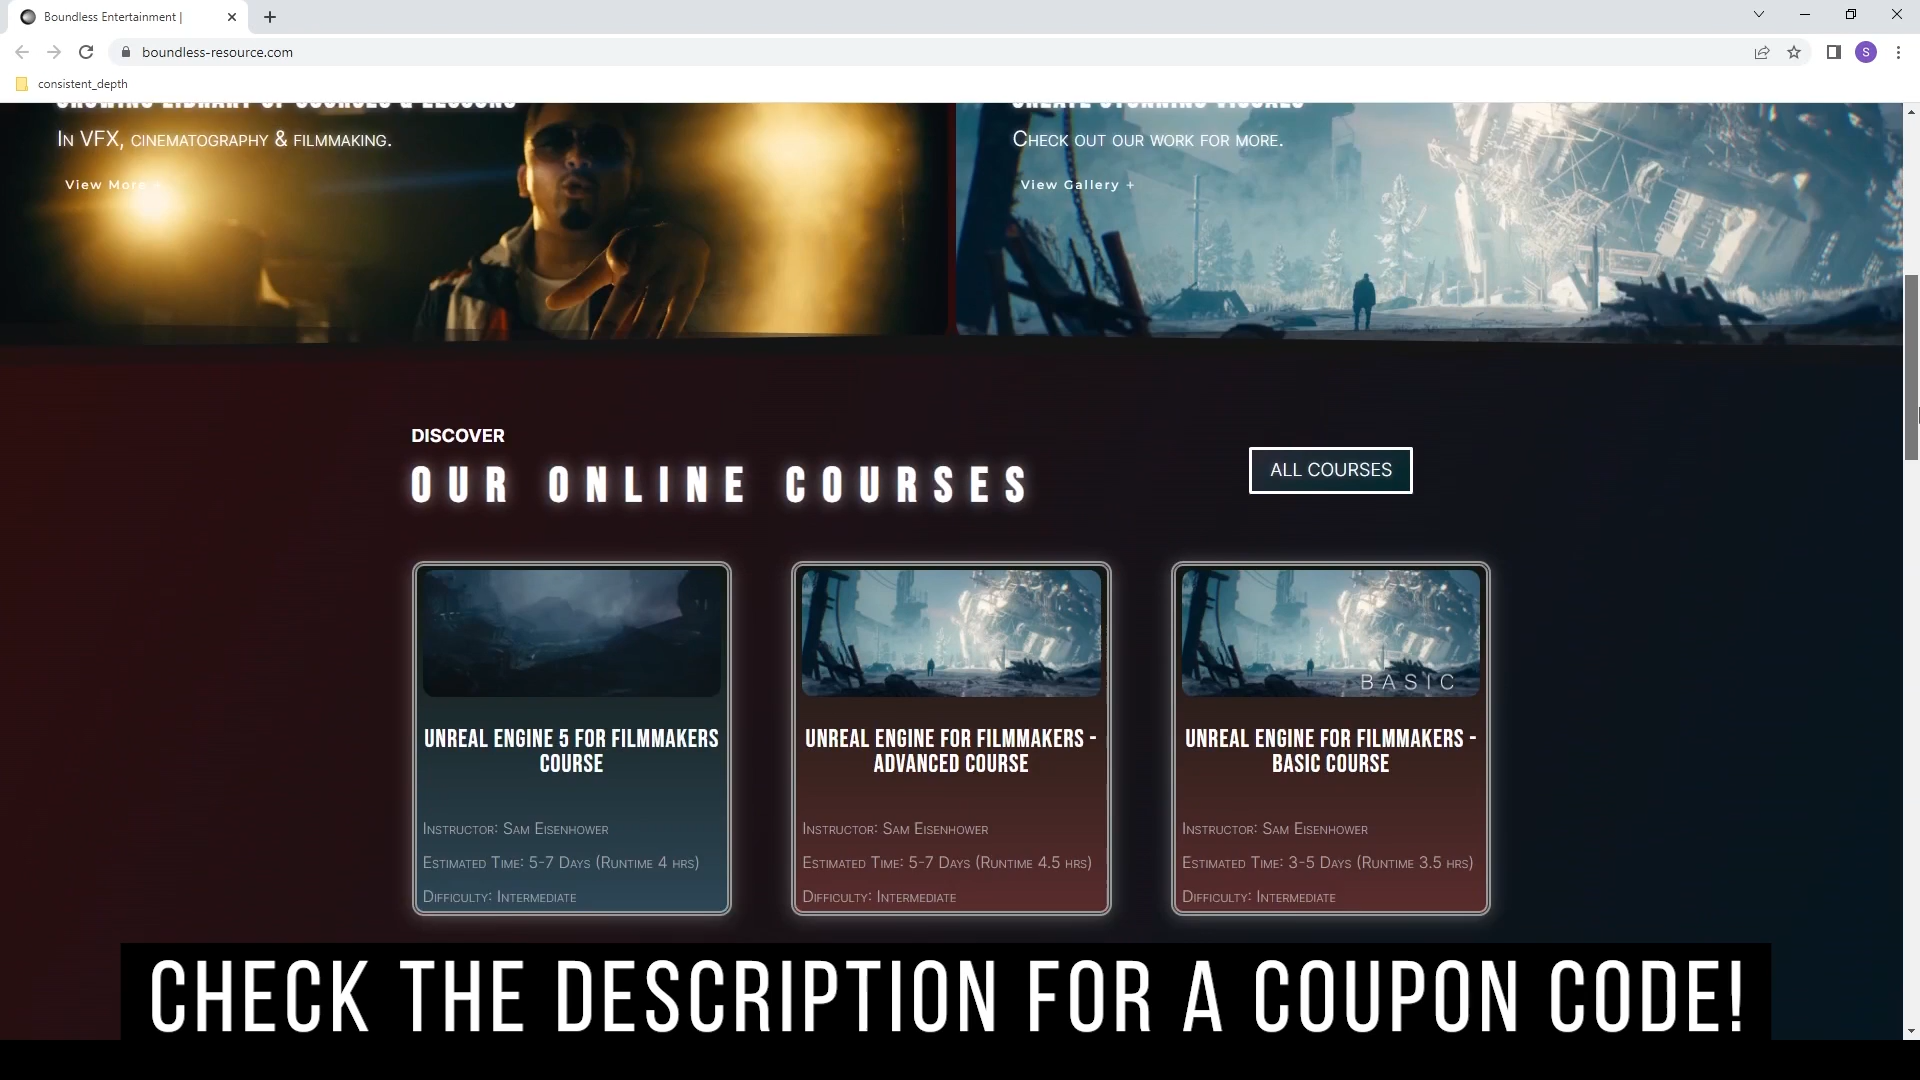 Boundless Entertainment |
boundless-resource.com
S
consistent_depth
GROWING LIBRARY OF COURSES & LESSONS
In VFX, cinematography & filmmaking.
View More +
CREATE STUNNING VISUALS
Check out our work for more.
View Gallery +
DISCOVER
OUR ONLINE COURSES
ALL COURSES
UNREAL ENGINE 5 FOR FILMMAKERS
COURSE
Instructor: Sam Eisenhower
Estimated Time: 5-7 Days (Runtime 4 hrs)
Difficulty: Intermediate
UNREAL ENGINE FOR FILMMAKERS -
ADVANCED COURSE
Instructor: Sam Eisenhower
Estimated Time: 5-7 Days (Runtime 4.5 hrs)
Difficulty: Intermediate
BASIC
UNREAL ENGINE FOR FILMMAKERS -
BASIC COURSE
Instructor: Sam Eisenhower
Estimated Time: 3-5 Days (Runtime 3.5 hrs)
Difficulty: Intermediate
CHECK THE DESCRIPTION FOR A COUPON CODE!